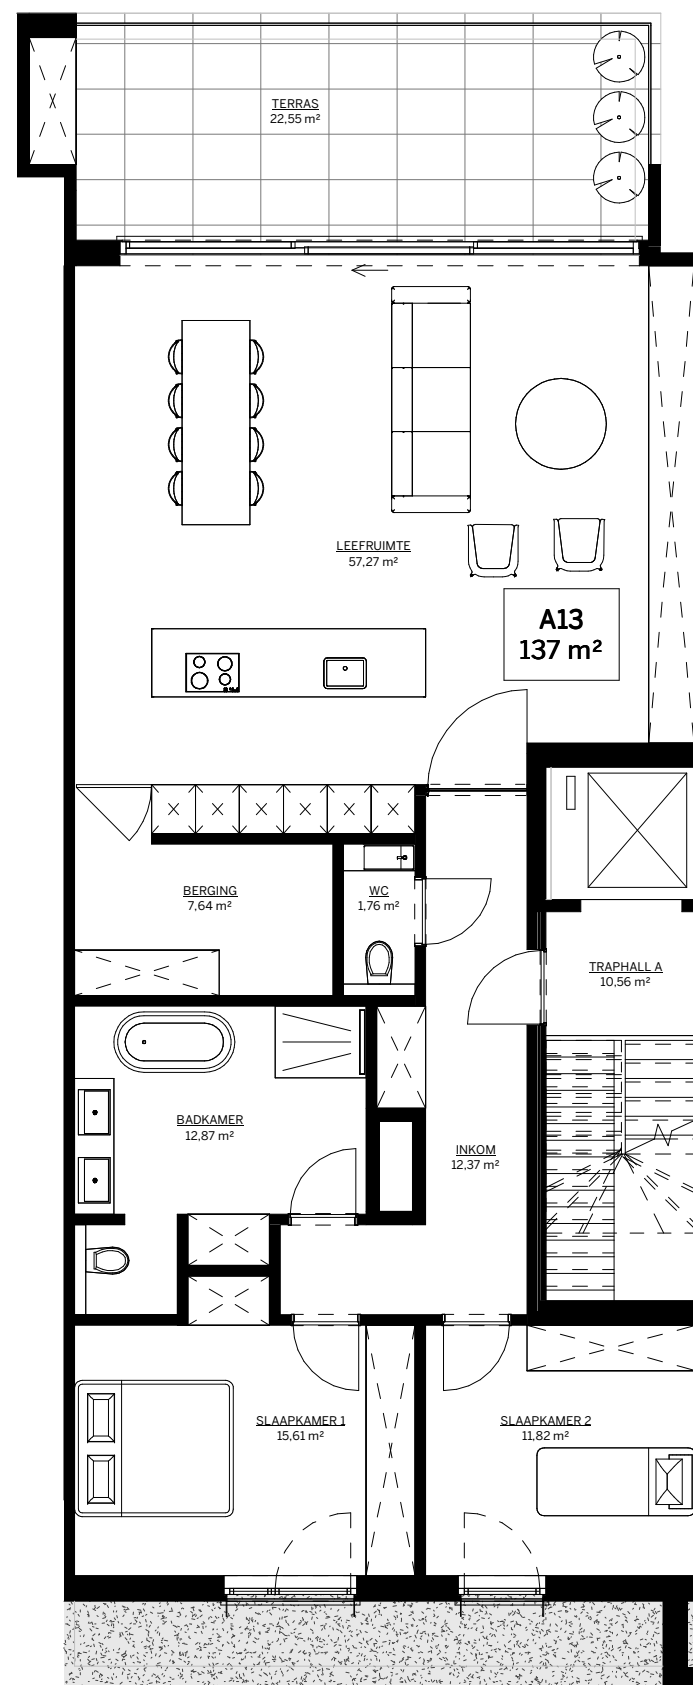 TERRAS
22,55 m²
LEEFRUIMTE
57,27 m²
A13
137 m²
BERGING
7,64 m²
WC
1,76 m²
TRAPHALL A
10,56 m²
BADKAMER
12,87 m²
INKOM
12,37 m²
SLAAPKAMER 1
15,61 m²
SLAAPKAMER 2
11,82 m²